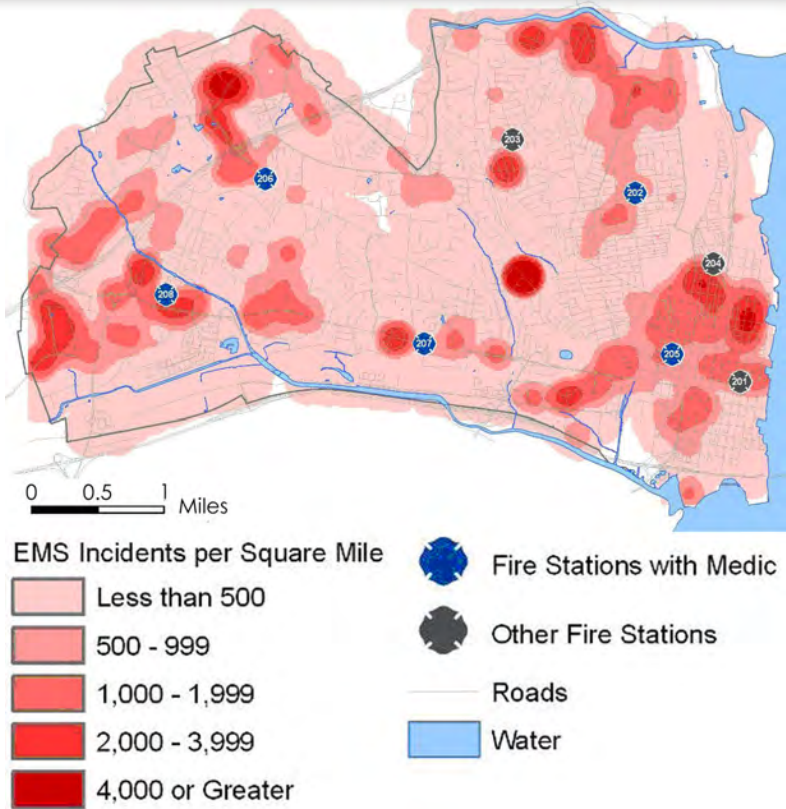 203
206
202
204
208
207
205
201
0 0.5 1 Miles
EMS Incidents per Square Mile
Less than 500
500 - 999
1,000 - 1,999
2,000 - 3,999
4,000 or Greater
Fire Stations with Medic
Other Fire Stations
Roads
Water